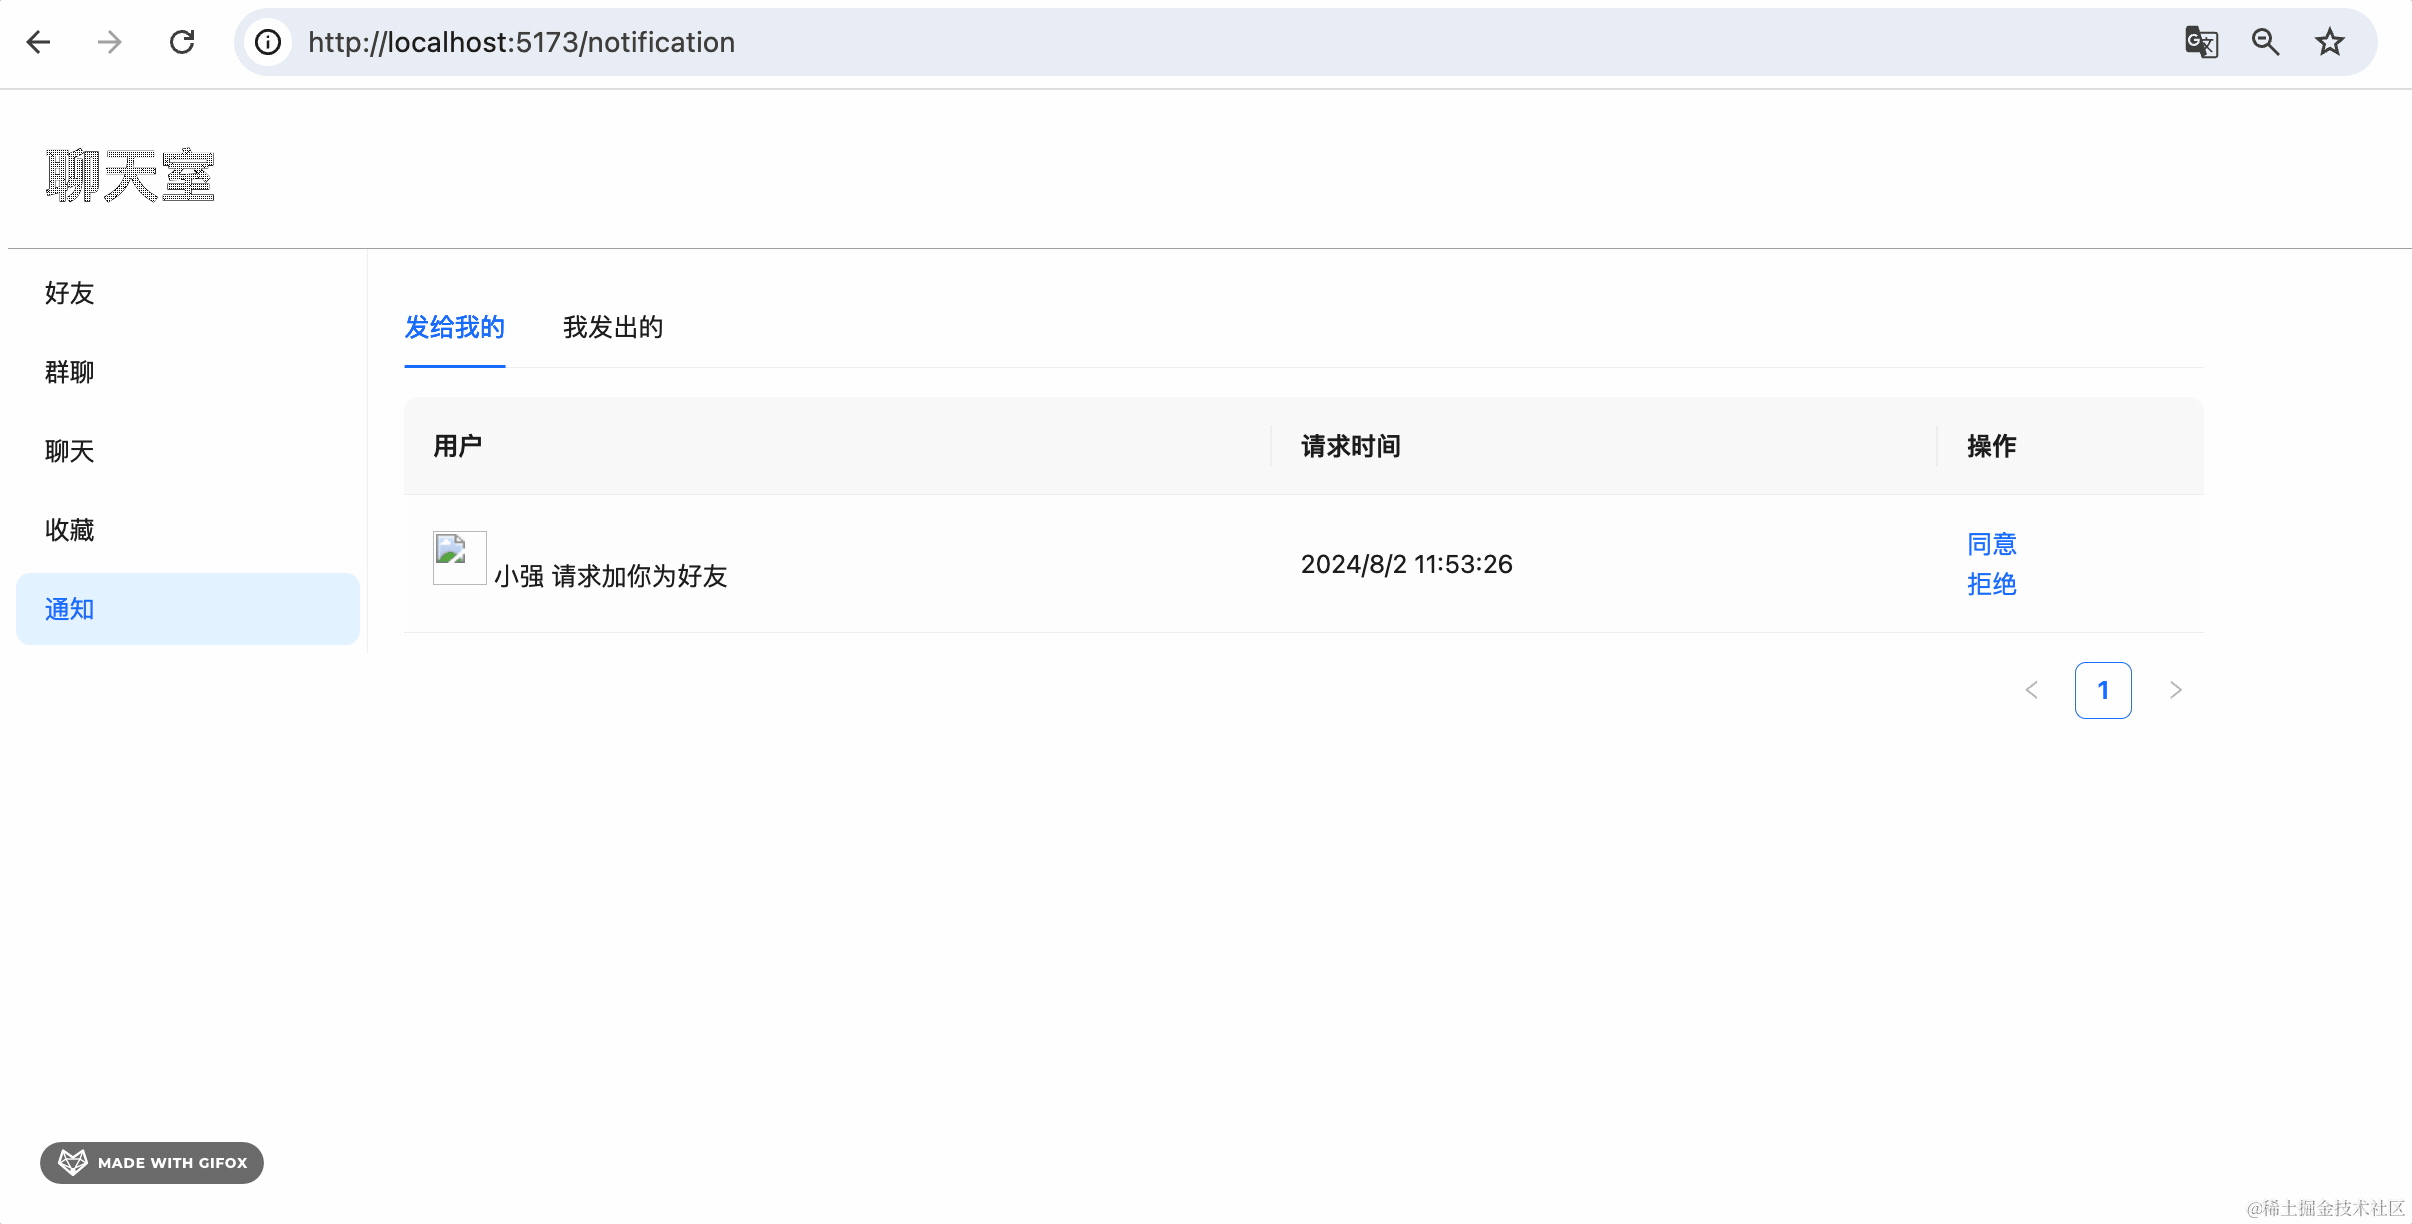 http://localhost:5173/notification
聊天室
好友
群聊
聊天
收藏
通知
发给我的 我发出的
用户 请求时间 操作
小强 请求加你为好友 2024/8/2 11:53:26 同意
拒绝
1
MADE WITH GIFOX
@稀土掘金技术社区